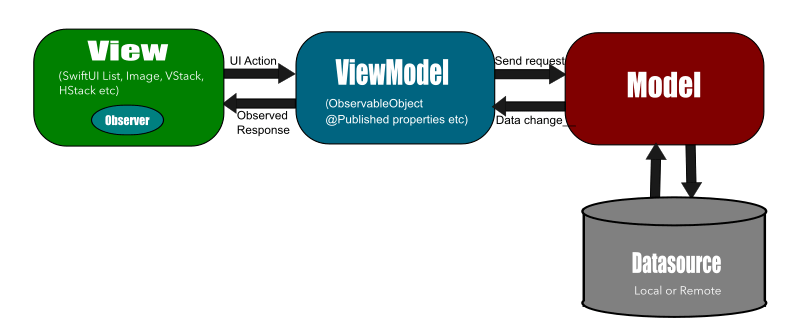 View
(SwiftUI List, Image, VStack,
HStack etc)
Observer
UI Action
Observed
Response
ViewModel
(ObservableObject
@Published properties etc)
Send request
Data change_
Model
Datasource
Local or Remote